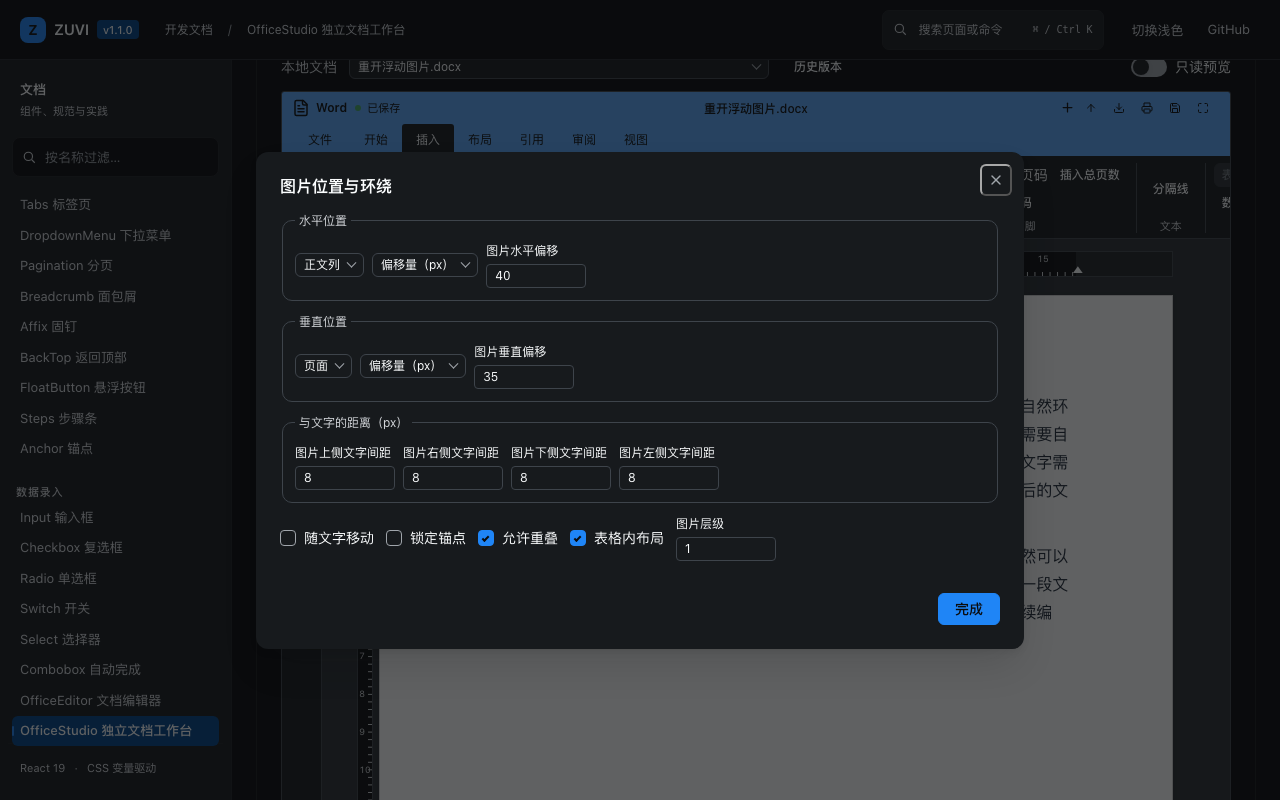 Z ZUVI v1.1.0 开发文档 / OfficeStudio 独立文档工作台 搜索页面或命令 ⌘ / Ctrl K 切换浅色 GitHub
文档
组件、规范与实践
按名称过滤...
Tabs 标签页
DropdownMenu 下拉菜单
Pagination 分页
Breadcrumb 面包屑
Affix 固钉
BackTop 返回顶部
FloatButton 悬浮按钮
Steps 步骤条
Anchor 锚点
数据录入
Input 输入框
Checkbox 复选框
Radio 单选框
Switch 开关
Select 选择器
Combobox 自动完成
OfficeEditor 文档编辑器
OfficeStudio 独立文档工作台
React 19 · CSS 变量驱动
本地文档 重开浮动图片.docx 历史版本 只读预览
Word 已保存 重开浮动图片.docx
文件 开始 插入 布局 引用 审阅 视图
页码 插入总页数
码
脚
分隔线
文本
数
15
图片位置与环绕
水平位置
图片水平偏移
正文列 偏移量（px） 40
垂直位置
图片垂直偏移
页面 偏移量（px） 35
与文字的距离（px）
图片上侧文字间距 图片右侧文字间距 图片下侧文字间距 图片左侧文字间距
8 8 8 8
图片层级
随文字移动 锁定锚点 允许重叠 表格内布局 1
完成
自然环
需要自
文字需
后的文
然可以
一段文
续编
7
8
9
10